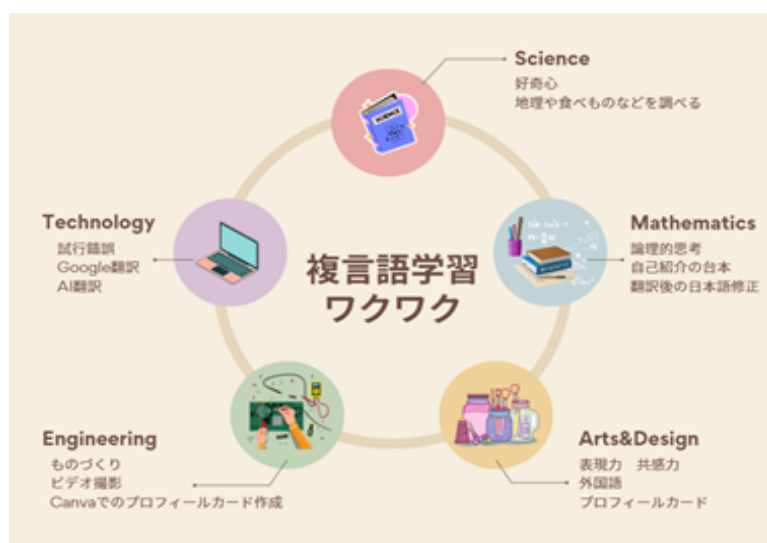 Science
好奇心
地理や食べものなどを調べる
SCIENCE
Technology
試行錯誤
Google翻訳
AI翻訳
複言語学習
ワクワク
Mathematics
論理的思考
自己紹介の台本
翻訳後の日本語修正
Engineering
ものづくり
ビデオ撮影
Canvaでのプロフィールカード作成
Arts&Design
表現力 共感力
外国語
プロフィールカード